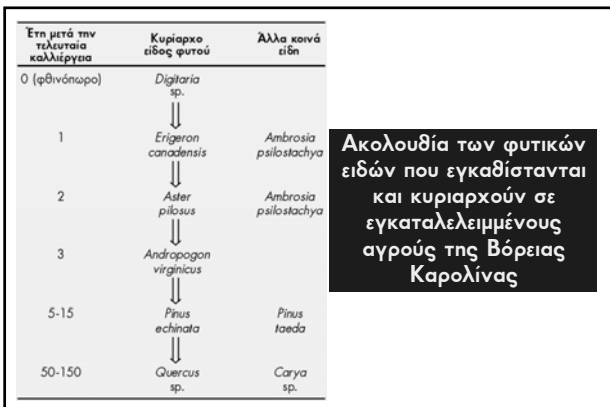 Έτη μετά την
τελευταία
καλλιέργεια
Κυρίαρχο
είδος φυτού
Άλλα κοινά
είδη
0 (φθινόπωρο)
Digitaria
sp.
1
Erigeron
canadensis
Ambrosia
psilostachya
2
Aster
pilosus
Ambrosia
psilostachya
3
Andropogon
virginicus
5-15
Pinus
echinata
Pinus
taeda
50-150
Quercus
sp.
Carya
sp.
Ακολουθία των φυτικών
ειδών που εγκαθίστανται
και κυριαρχούν σε
εγκαταλελειμμένους
αγρούς της Βόρειας
Καρολίνας